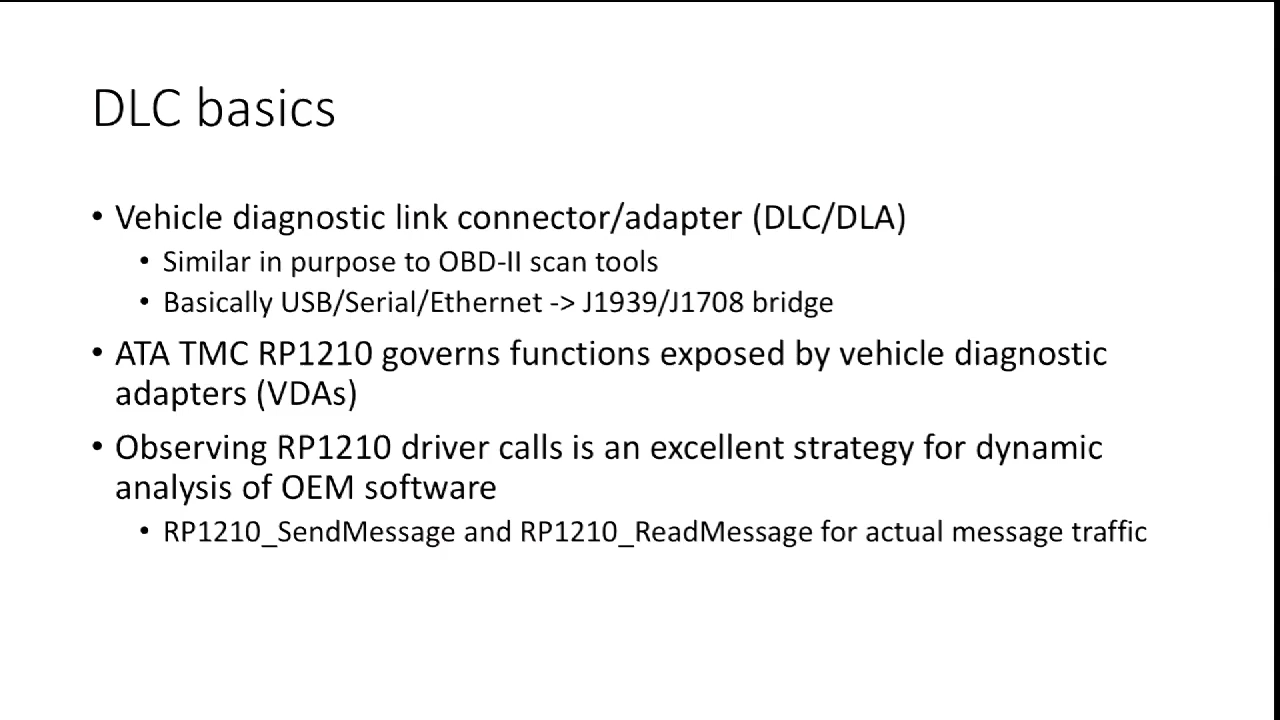 DLC basics
• Vehicle diagnostic link connector/adapter (DLC/DLA)
• Similar in purpose to OBD-II scan tools
• Basically USB/Serial/Ethernet -> J1939/J1708 bridge
• ATA TMC RP1210 governs functions exposed by vehicle diagnostic
adapters (VDAs)
• Observing RP1210 driver calls is an excellent strategy for dynamic
analysis of OEM software
• RP1210_SendMessage and RP1210_ReadMessage for actual message traffic